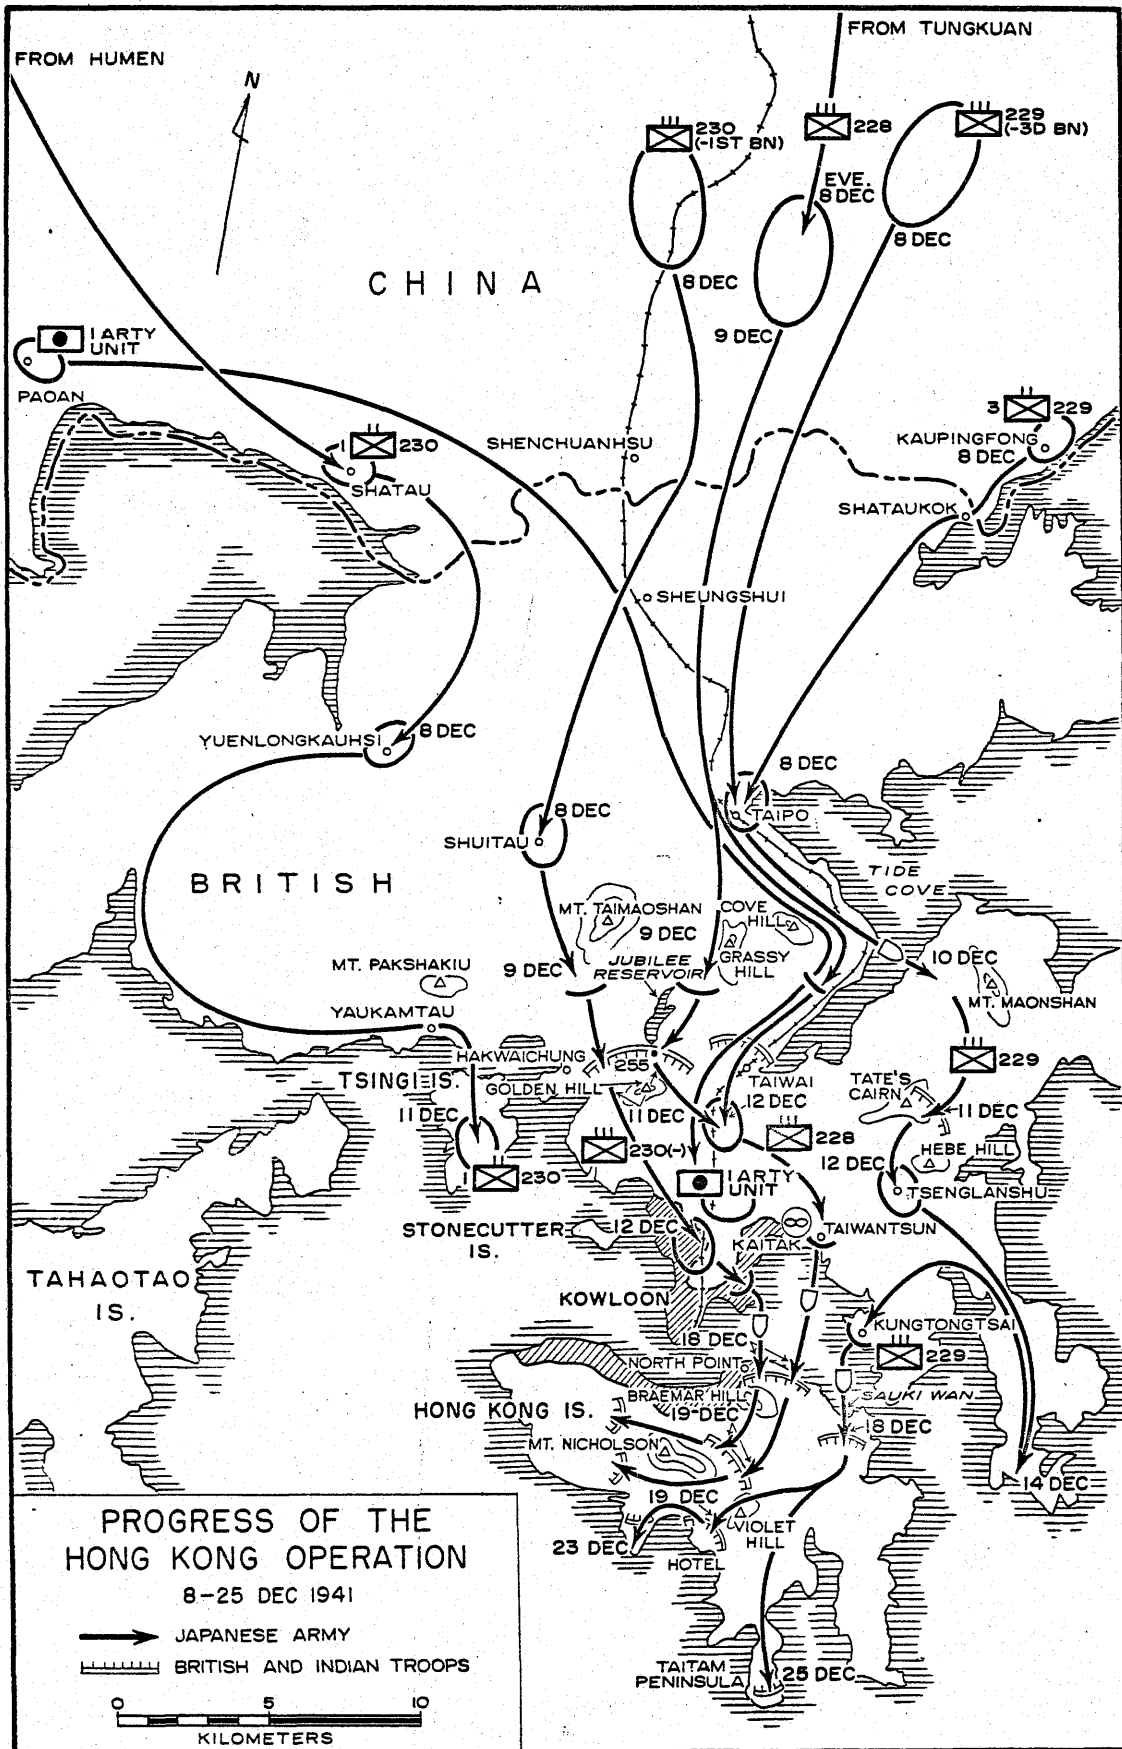 FROM HUMEN
FROM TUNGKUAN
N
230
(-1ST BN)
228
229
(-3D BN)
EVE.
8 DEC
8 DEC
CHINA
8 DEC
9 DEC
1 ARTY
UNIT
PAOAN
3
229
1
230
SHENCHUANHSU
KAUPINGFONG
8 DEC
SHATAU
SHATAUKOK
SHEUNGSHUI
8 DEC
YUENLONGKAUHSI
8 DEC
8 DEC
TAIPO
SHUITAU
TIDE
COVE
BRITISH
MT. TAIMAOSHAN
9 DEC
COVE
HILL
GRASSY
HILL
JUBILEE
RESERVOIR
9 DEC
10 DEC
MT. PAKSHAKIU
MT. MAONSHAN
YAUKAMTAU
HAKWAICHUNG
255
229
TSINGI IS.
GOLDEN HILL
TAIWAI
12 DEC
TATE'S
CAIRN
11 DEC
11 DEC
11 DEC
230(-)
228
HEBE HILL
12 DEC
1
230
1 ARTY
UNIT
TSENGLANSHU
STONECUTTER
IS.
12 DEC
KAITAK
TAIWANTSUN
TAHAOTAO
IS.
KOWLOON
KUNGTONGTSAI
18 DEC
229
NORTH POINT
BRAEMAR HILL
SAUKI WAN
HONG KONG IS.
19 DEC
18 DEC
MT. NICHOLSON
14 DEC
19 DEC
VIOLET
HILL
23 DEC
HOTEL
PROGRESS OF THE
HONG KONG OPERATION
8-25 DEC 1941
JAPANESE ARMY
BRITISH AND INDIAN TROOPS
TAITAM
PENINSULA
25 DEC
0 5 10
KILOMETERS